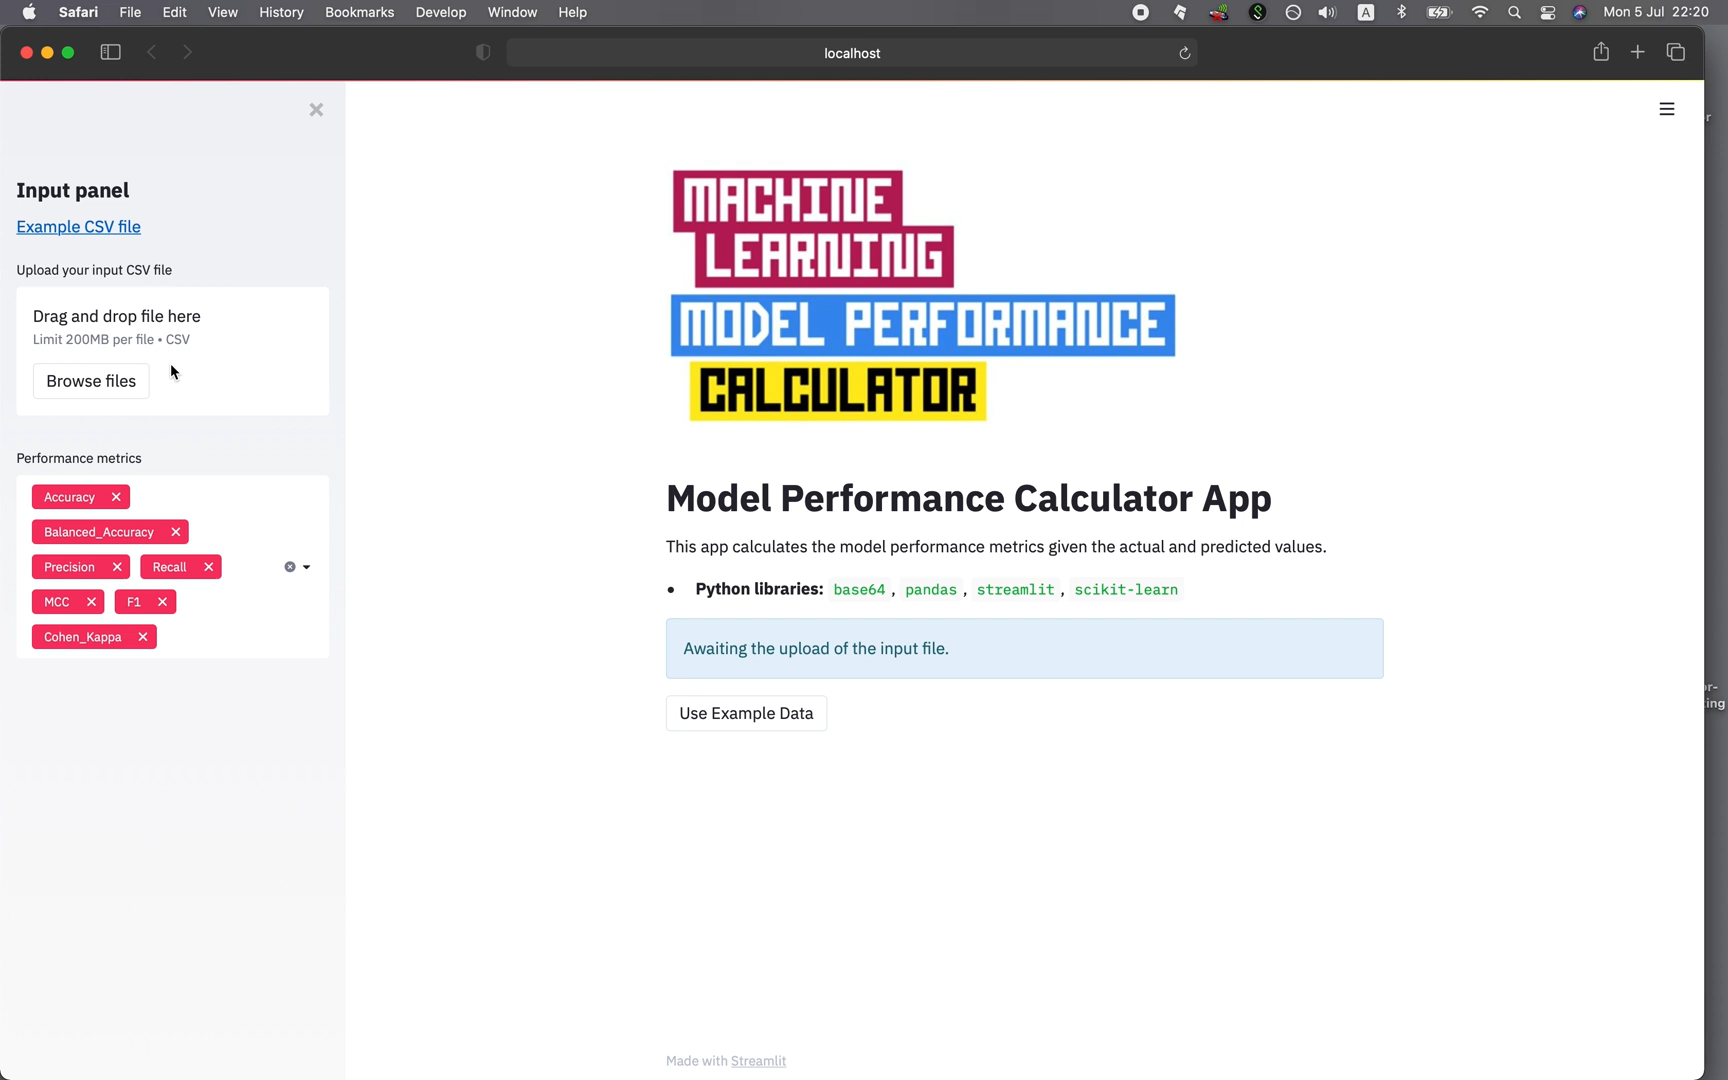 Safari File Edit View History Bookmarks Develop Window Help A Mon 5 Jul 22:20
localhost
Input panel
Example CSV file
Upload your input CSV file
Drag and drop file here
Limit 200MB per file • CSV
Browse files
Performance metrics
Accuracy
Balanced_Accuracy
Precision Recall
MCC F1
Cohen_Kappa
MACHINE
LEARNING
MODEL PERFORMANCE
CALCULATOR
Model Performance Calculator App
This app calculates the model performance metrics given the actual and predicted values.
• Python libraries: base64 , pandas , streamlit , scikit-learn
Awaiting the upload of the input file.
Use Example Data
Made with Streamlit